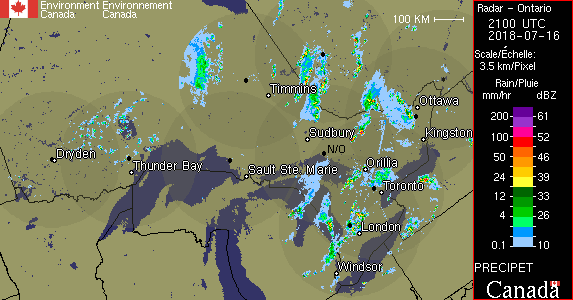 Environment Environnement
Canada Canada
100 KM
Radar - Ontario
2100 UTC
2018-07-16
Scale/Échelle:
3.5 km/Pixel
Rain/Pluie
mm/hr dBZ
200 61
100 52
50 46
24 39
12 33
4 26
1 18
0.1 10
PRECIPET
Canada
Timmins
Ottawa
Sudbury
Kingston
N/O
Dryden
Thunder Bay
Sault Ste. Marie
Orillia
Toronto
London
Windsor